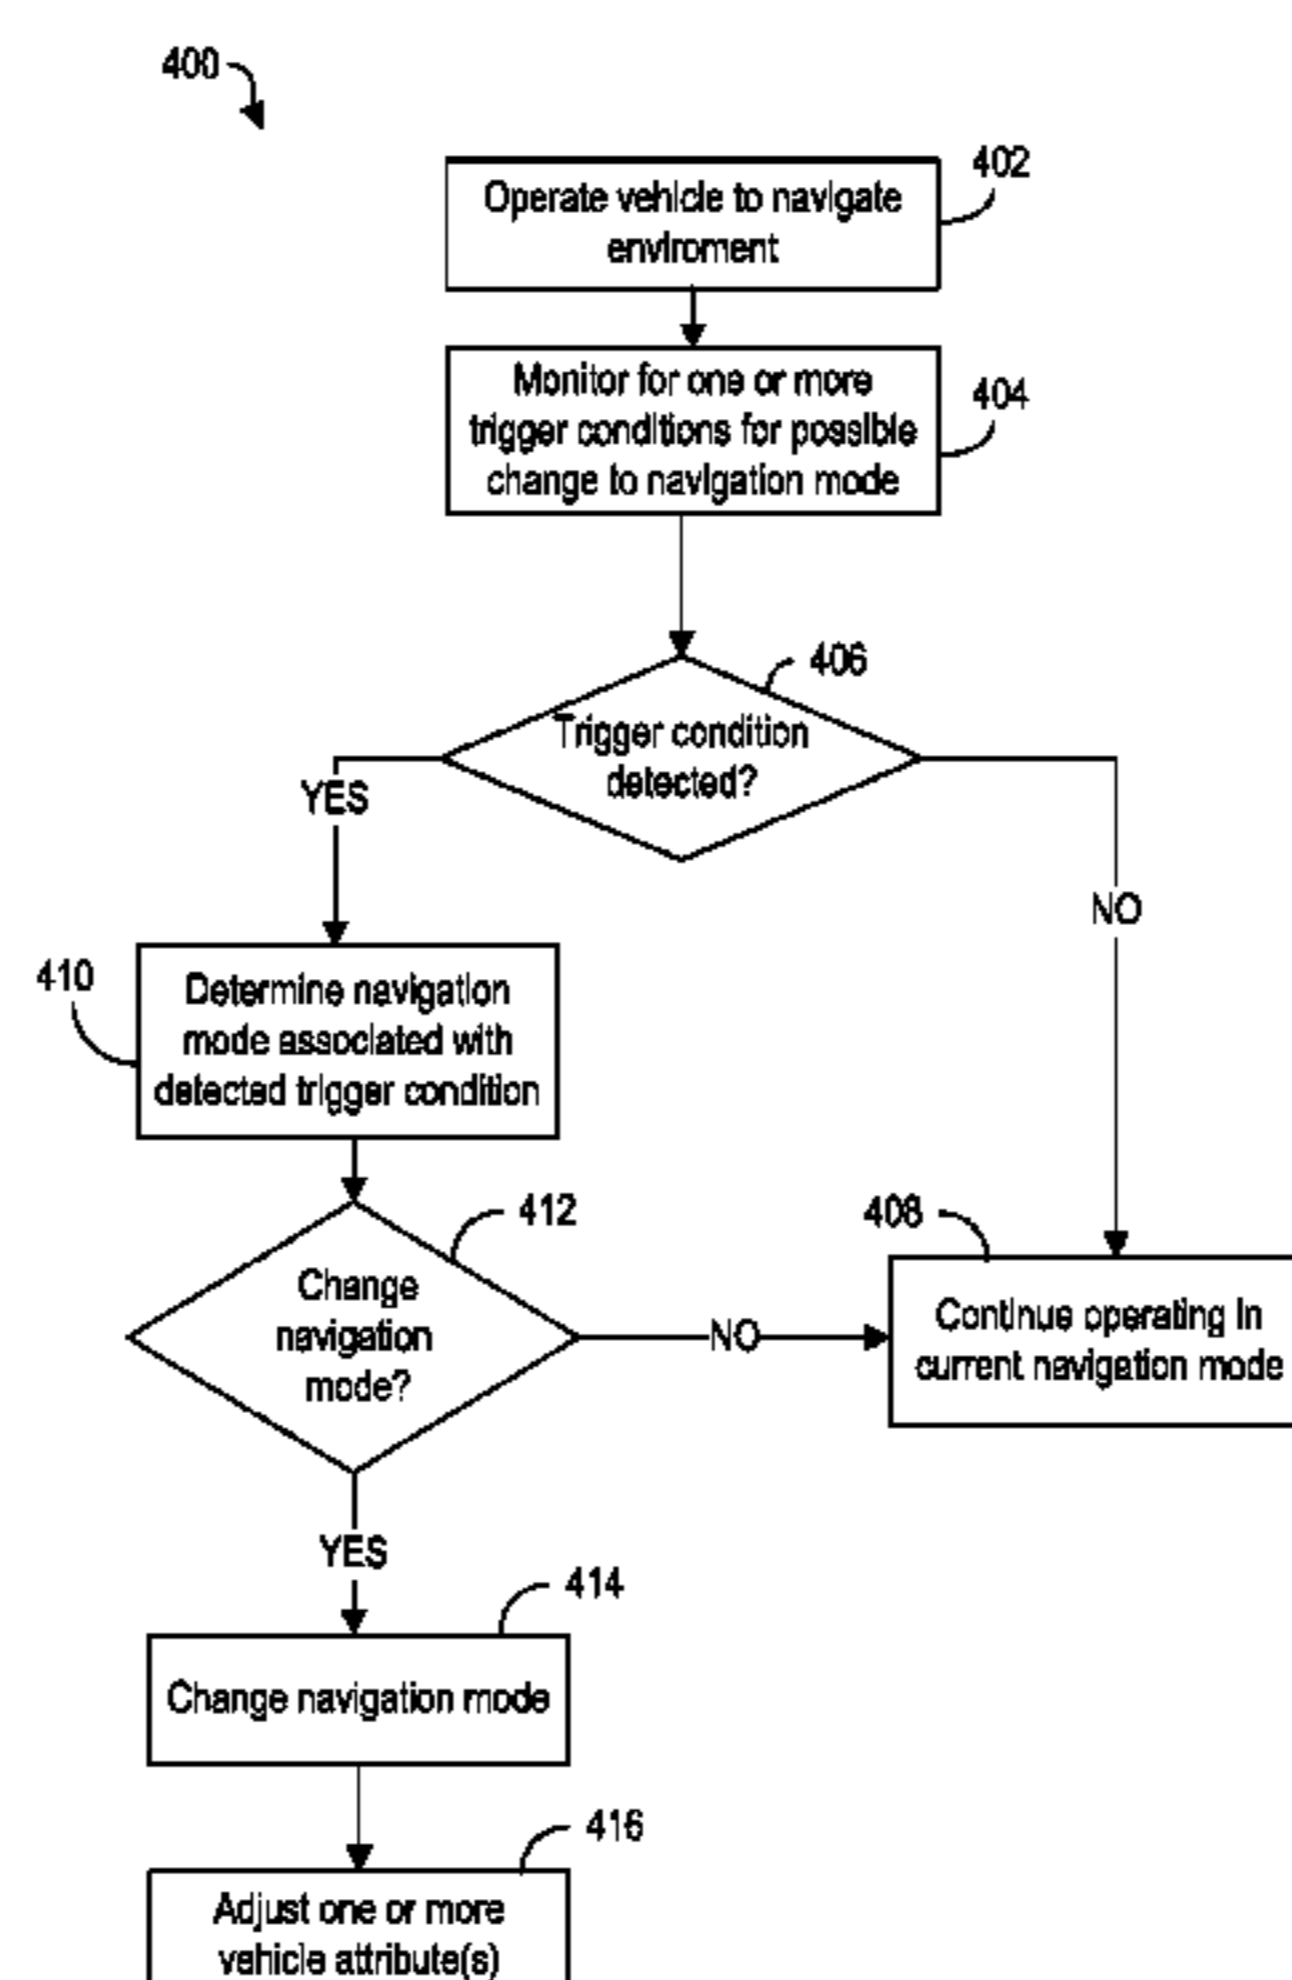 400
402
Operate vehicle to navigate
enviroment
404
Monitor for one or more
trigger conditions for possible
change to navigation mode
406
Trigger condition
detected?
YES
NO
410
Determine navigation
mode associated with
detected trigger condition
412
408
Change
navigation
mode?
NO
Continue operating in
current navigation mode
YES
414
Change navigation mode
416
Adjust one or more
vehicle attribute(s)